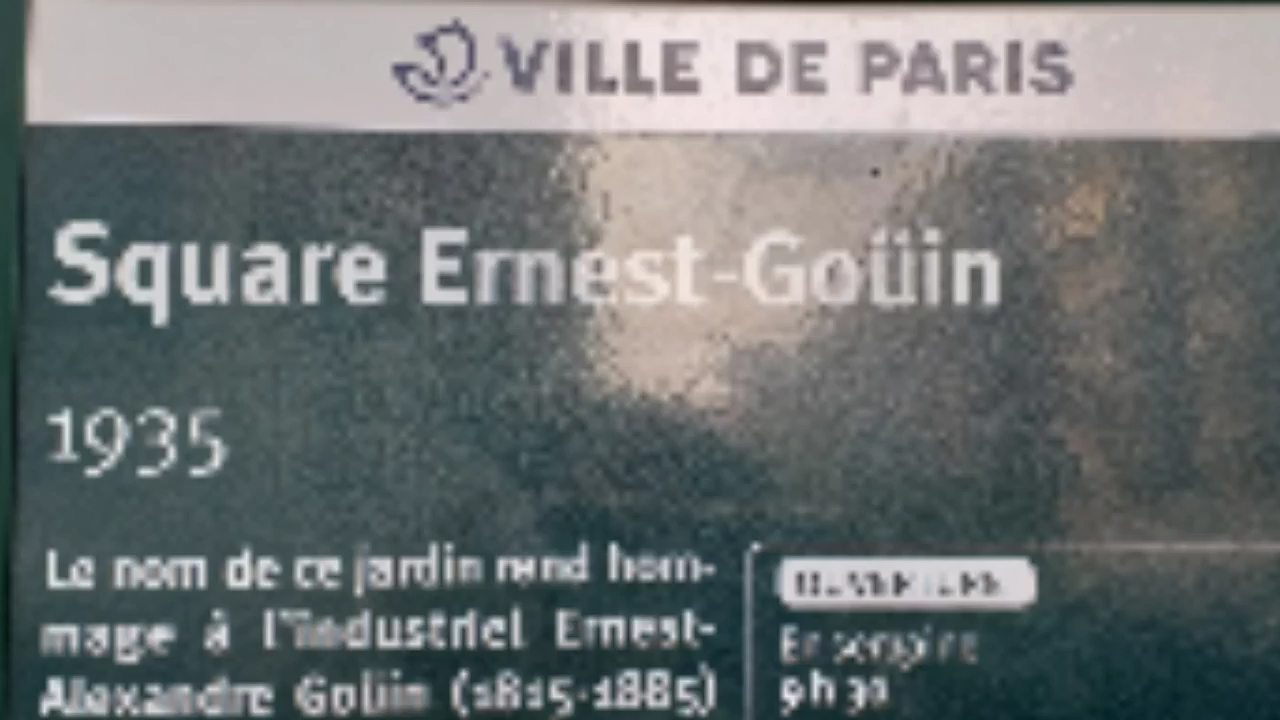 VILLE DE PARIS
Square Ernest-Goüin
1935
Le nom de ce jardin rend hom-
mage à l'industriel Ernest-
Alexandre Goüin (1815-1885)
OUVERTURE
En semaine
9h30